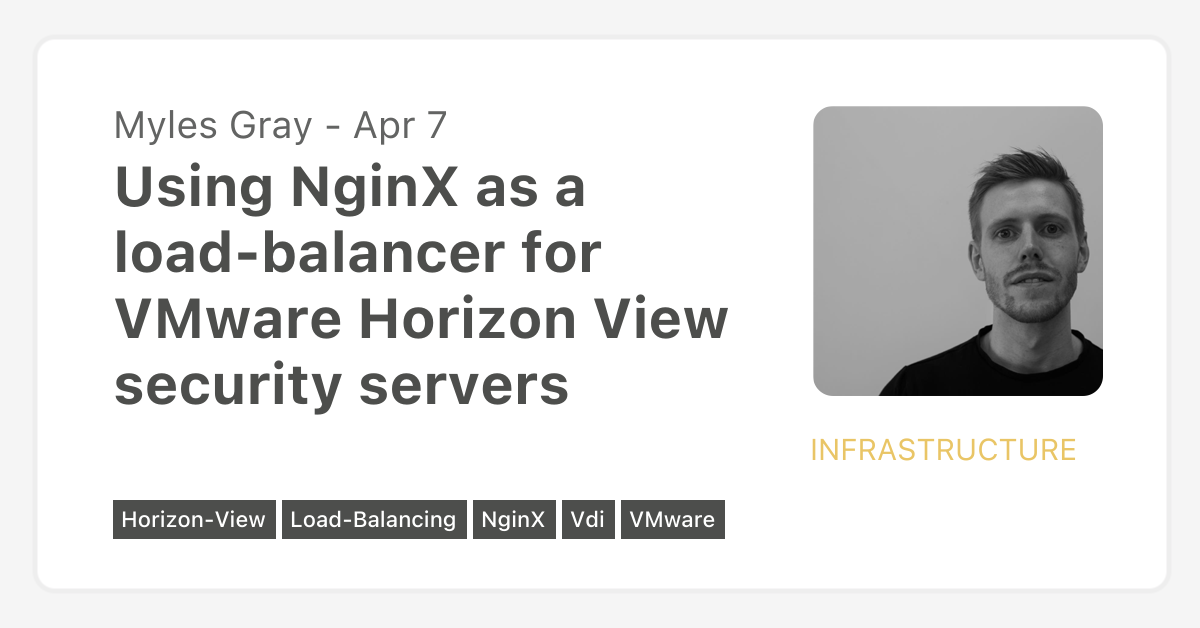 Myles Gray - Apr 7
Using NginX as a
load-balancer for
VMware Horizon View
security servers
INFRASTRUCTURE
Horizon-View Load-Balancing NginX Vdi VMware